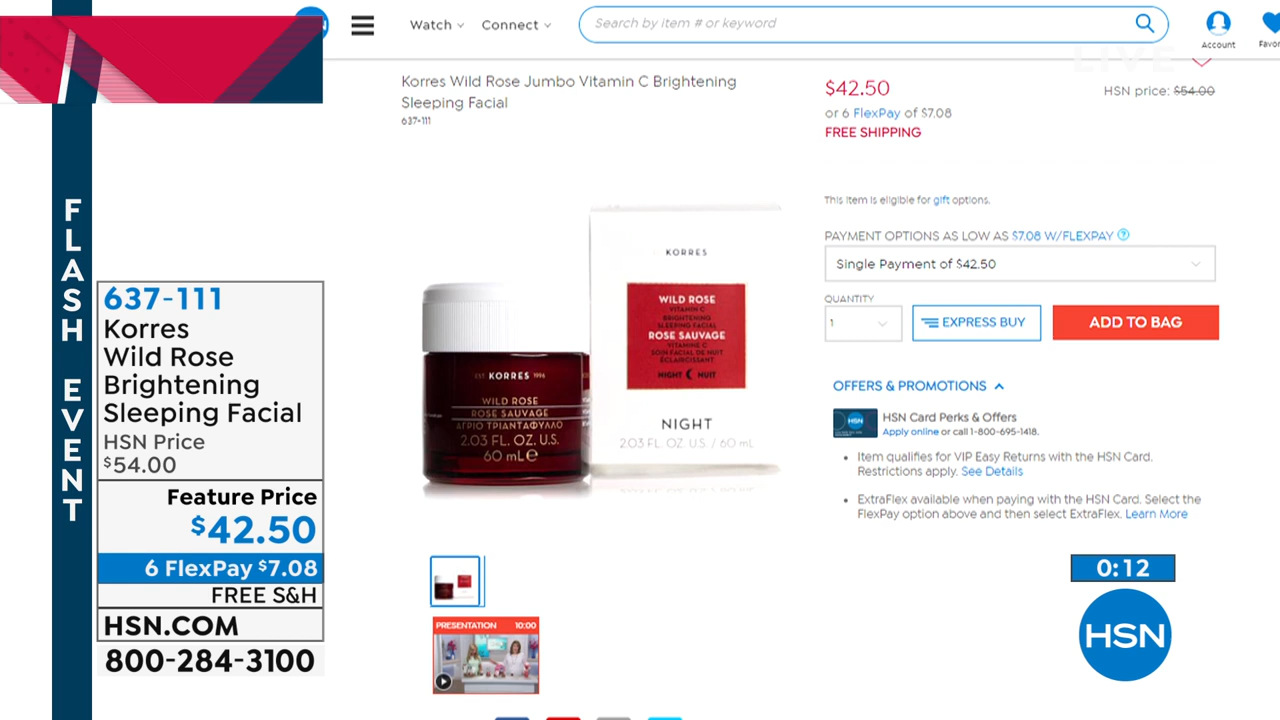 HSN
Watch
Connect
Search by item # or keyword
Account
LIVE
Korres Wild Rose Jumbo Vitamin C Brightening
Sleeping Facial
637-111
$42.50
HSN price: $54.00
or 6 FlexPay of $7.08
FREE SHIPPING
This item is eligible for gift options.
PAYMENT OPTIONS AS LOW AS $7.08 W/FLEXPAY ?
Single Payment of $42.50
QUANTITY
1
EXPRESS BUY
ADD TO BAG
OFFERS & PROMOTIONS
HSN
HSN Card Perks & Offers
Apply online or call 1-800-695-1418.
• Item qualifies for VIP Easy Returns with the HSN Card.
Restrictions apply. See Details
• ExtraFlex available when paying with the HSN Card. Select the
FlexPay option above and then select ExtraFlex. Learn More
KORRES
WILD ROSE
VITAMIN C
BRIGHTENING
SLEEPING FACIAL
ROSE SAUVAGE
VITAMINE C
SOIN FACIAL DE NUIT
ÉCLAIRCISSANT
NIGHT NUIT
NIGHT
2.03 FL. OZ. U.S. / 60 mL
EST KORRES 1996
WILD ROSE
ROSE SAUVAGE
ΑΓΡΙΟ ΤΡΙΑΝΤΑΦΥΛΛΟ
2.03 FL. OZ. U.S.
60 mL e
PRESENTATION 10:00
FLASH EVENT
637-111
Korres
Wild Rose
Brightening
Sleeping Facial
HSN Price
$54.00
Feature Price
$42.50
6 FlexPay $7.08
FREE S&H
HSN.COM
800-284-3100
0:12
HSN